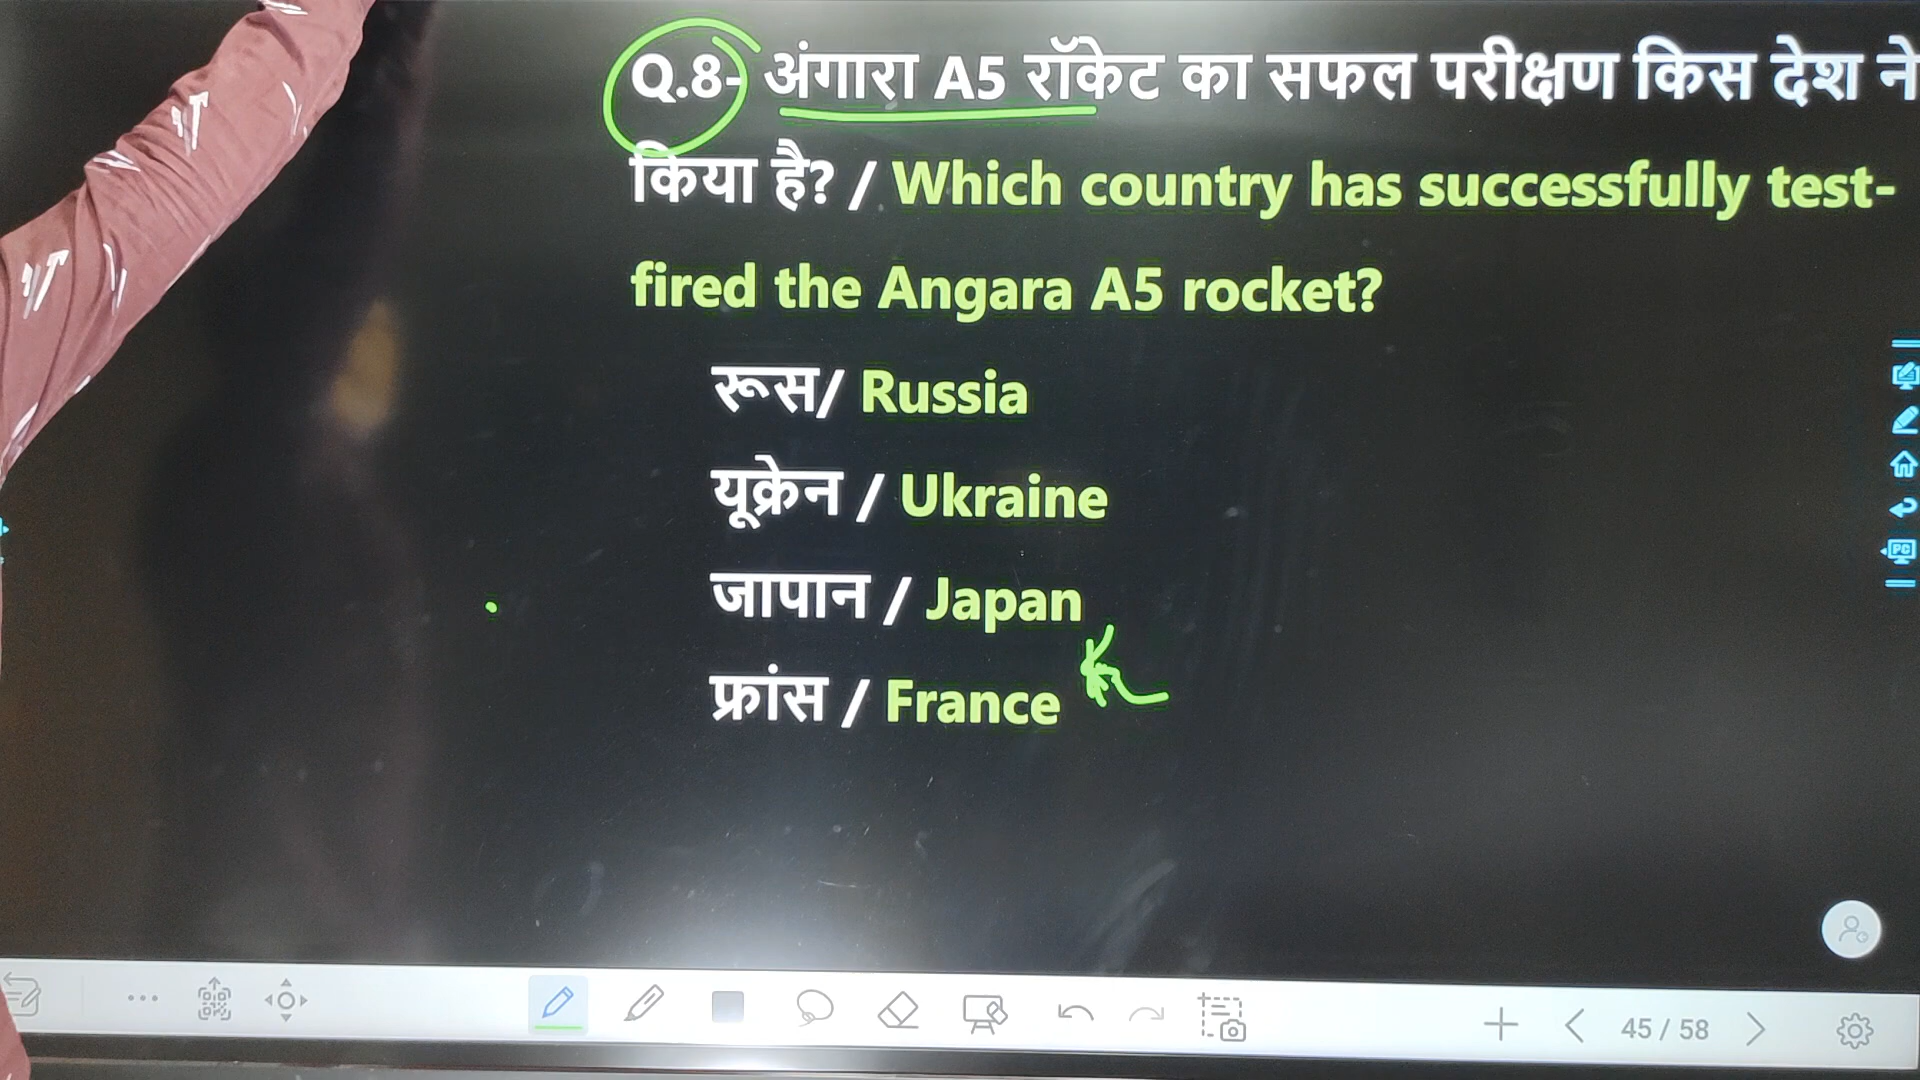 Q.8- अंगारा A5 रॉकेट का सफल परीक्षण किस देश ने
किया है? / Which country has successfully test-
fired the Angara A5 rocket?
रूस/ Russia
यूक्रेन / Ukraine
जापान / Japan
फ्रांस / France
PC
45 / 58